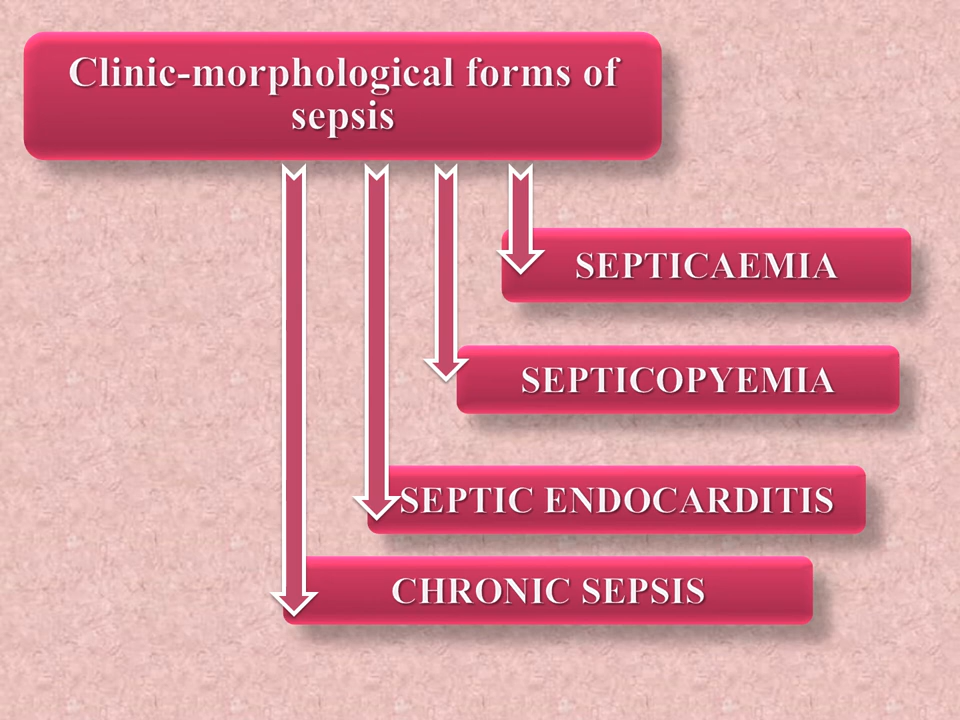 Clinic-morphological forms of
sepsis
SEPTICAEMIA
SEPTICOPYEMIA
SEPTIC ENDOCARDITIS
CHRONIC SEPSIS